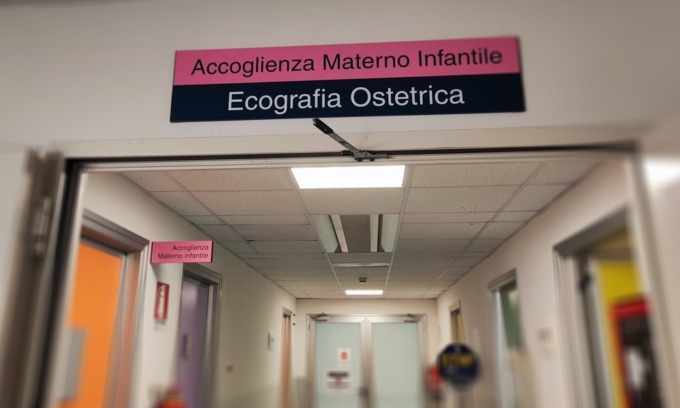 Accoglienza Materno Infantile
Ecografia Ostetrica
Accoglienza
Materno Infantile